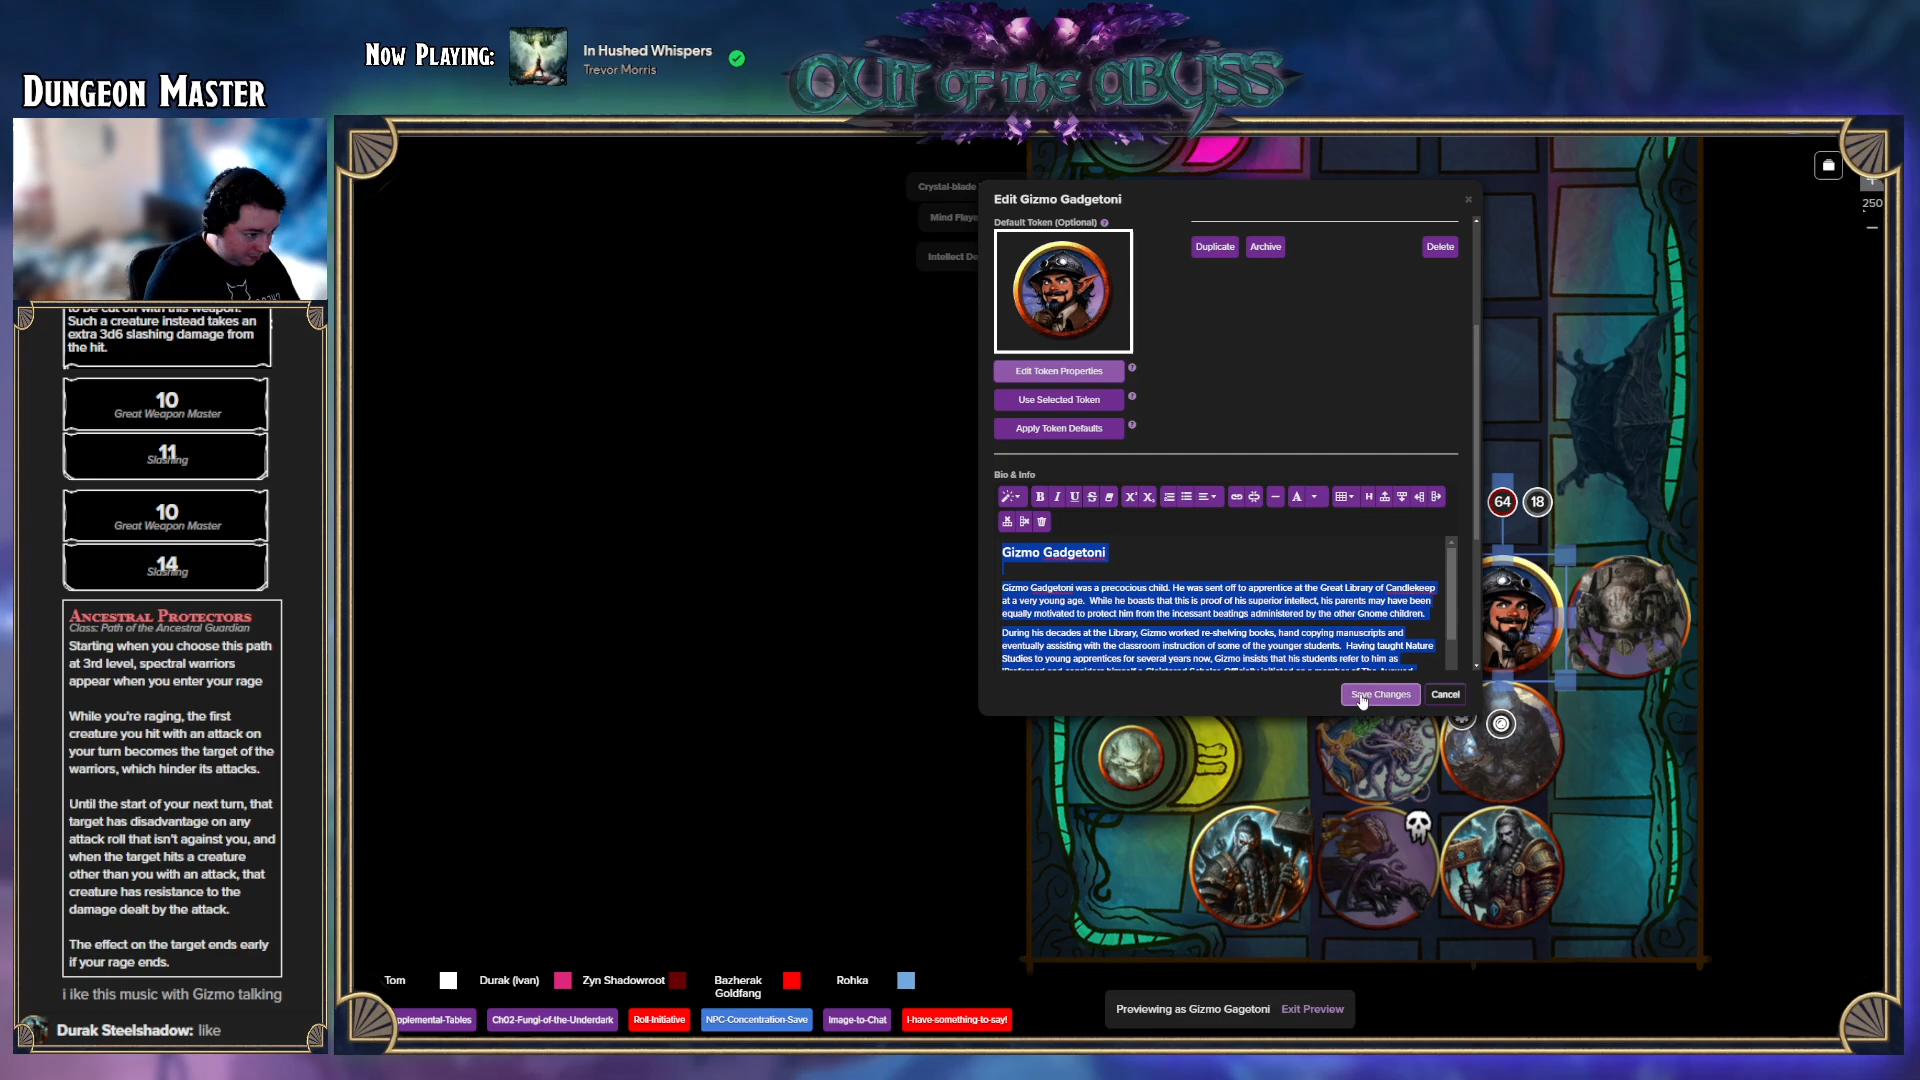 Now Playing:
In Hushed Whispers
Trevor Morris
Out of the Abyss
Dungeon Master
to be cut off with this weapon.
Such a creature instead takes an
extra 3d6 slashing damage from
the hit.
10
Great Weapon Master
11
Slashing
10
Great Weapon Master
14
Slashing
Ancestral Protectors
Class: Path of the Ancestral Guardian
Starting when you choose this path
at 3rd level, spectral warriors
appear when you enter your rage
While you're raging, the first
creature you hit with an attack on
your turn becomes the target of the
warriors, which hinder its attacks.
Until the start of your next turn, that
target has disadvantage on any
attack roll that isn't against you, and
when the target hits a creature
other than you with an attack, that
creature has resistance to the
damage dealt by the attack.
The effect on the target ends early
if your rage ends.
i like this music with Gizmo talking
Durak Steelshadow: like
Crystal-blade
Mind Flaye
Intellect De
Edit Gizmo Gadgetoni
Default Token (Optional)
Duplicate Archive Delete
Edit Token Properties
Use Selected Token
Apply Token Defaults
Bio & Info
Gizmo Gadgetoni
Gizmo Gadgetoni was a precocious child. He was sent off to apprentice at the Great Library of Candlekeep
at a very young age. While he boasts that this is proof of his superior intellect, his parents may have been
equally motivated to protect him from the incessant beatings administered by the other Gnome children.
During his decades at the Library, Gizmo worked re-shelving books, hand copying manuscripts and
eventually assisting with the classroom instruction of some of the younger students. Having taught Nature
Studies to young apprentices for several years now, Gizmo insists that his students refer to him as
Save Changes Cancel
250
64 18
Tom Durak (Ivan) Zyn Shadowroot Bazherak Goldfang Rohka
pplemental-Tables Ch02-Fungi-of-the-Underdark Roll-Initiative NPC-Concentration-Save Image-to-Chat I-have-something-to-say!
Previewing as Gizmo Gagetoni Exit Preview